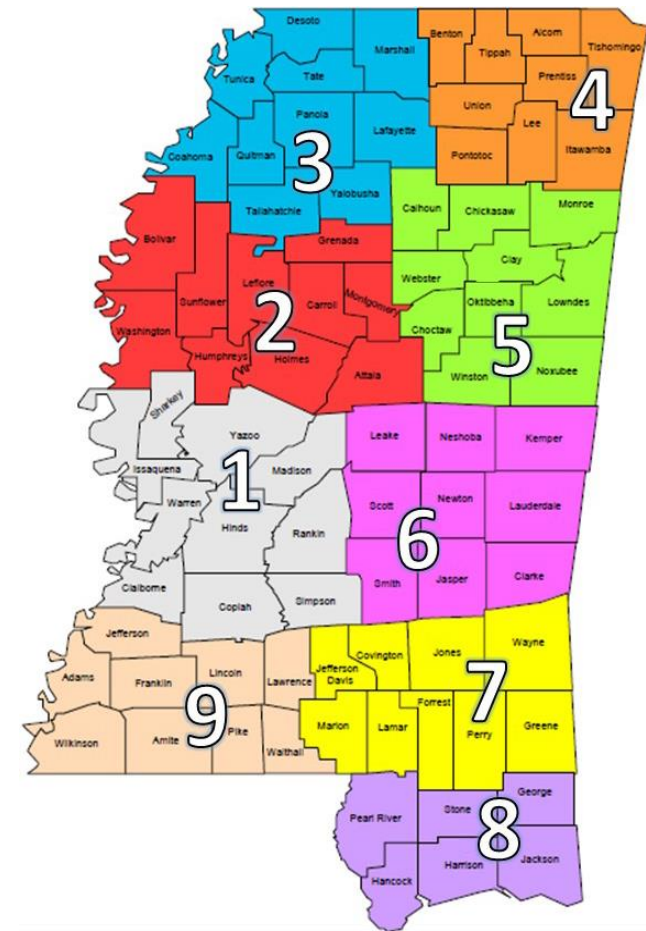 Desoto
Marshall
Tunica
Tate
Panola
Lafayette
Coahoma
Quitman
3
Yalobusha
Tallahatchie
Benton
Tippah
Alcorn
Tishomingo
Prentiss
Union
4
Lee
Itawamba
Pontotoc
Bolivar
Grenada
Leflore
Sunflower
Carroll
Montgomery
2
Washington
Humphreys
Holmes
Attala
Calhoun
Chickasaw
Monroe
Clay
Webster
Oktibbeha
Lowndes
Choctaw
5
Winston
Noxubee
Sharkey
Yazoo
Issaquena
Madison
1
Warren
Hinds
Rankin
Claiborne
Copiah
Simpson
Leake
Neshoba
Kemper
Scott
Newton
Lauderdale
6
Smith
Jasper
Clarke
Jefferson
Adams
Franklin
Lincoln
Lawrence
9
Wilkinson
Amite
Pike
Walthall
Jefferson
Davis
Covington
Jones
Wayne
7
Marion
Lamar
Forrest
Perry
Greene
Pearl River
Stone
George
8
Hancock
Harrison
Jackson